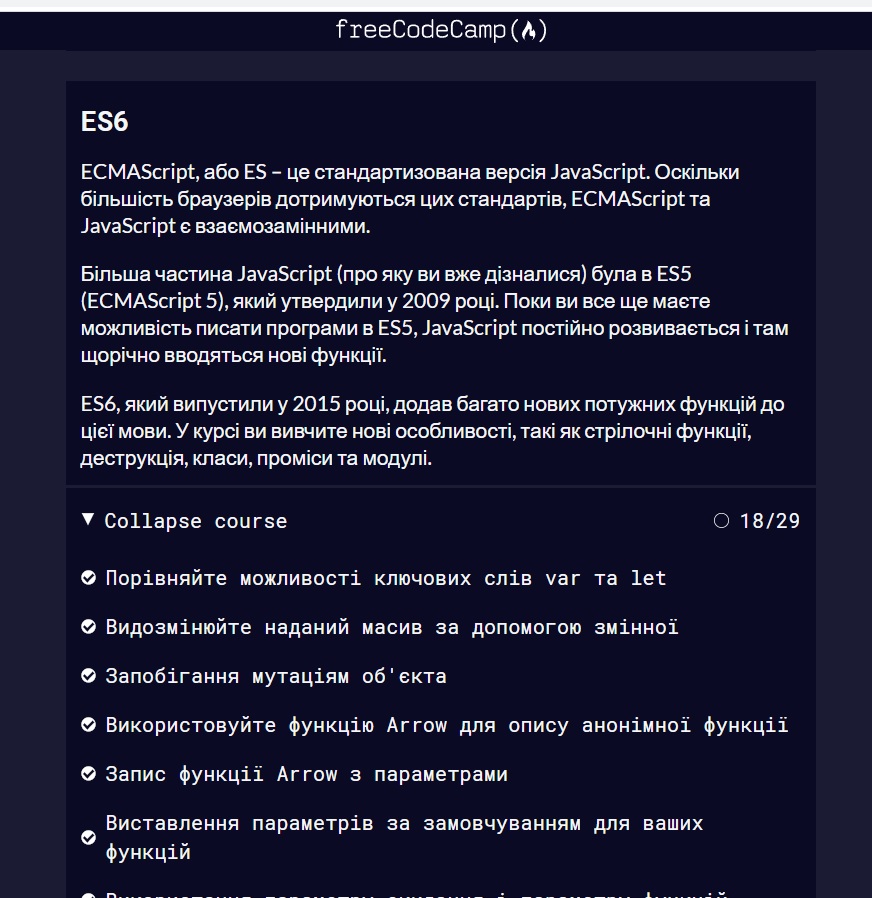 freeCodeCamp(🔥)
ES6
ECMAScript, або ES – це стандартизована версія JavaScript. Оскільки
більшість браузерів дотримуються цих стандартів, ECMAScript та
JavaScript є взаємозамінними.
Більша частина JavaScript (про яку ви вже дізналися) була в ES5
(ECMAScript 5), який утвердили у 2009 році. Поки ви все ще маєте
можливість писати програми в ES5, JavaScript постійно розвивається і там
щорічно вводяться нові функції.
ES6, який випустили у 2015 році, додав багато нових потужних функцій до
цієї мови. У курсі ви вивчите нові особливості, такі як стрілочні функції,
деструкція, класи, проміси та модулі.
Collapse course 18/29
Порівняйте можливості ключових слів var та let
Видозмінюйте наданий масив за допомогою змінної
Запобігання мутаціям об'єкта
Використовуйте функцію Arrow для опису анонімної функції
Запис функції Arrow з параметрами
Виставлення параметрів за замовчуванням для ваших
функцій